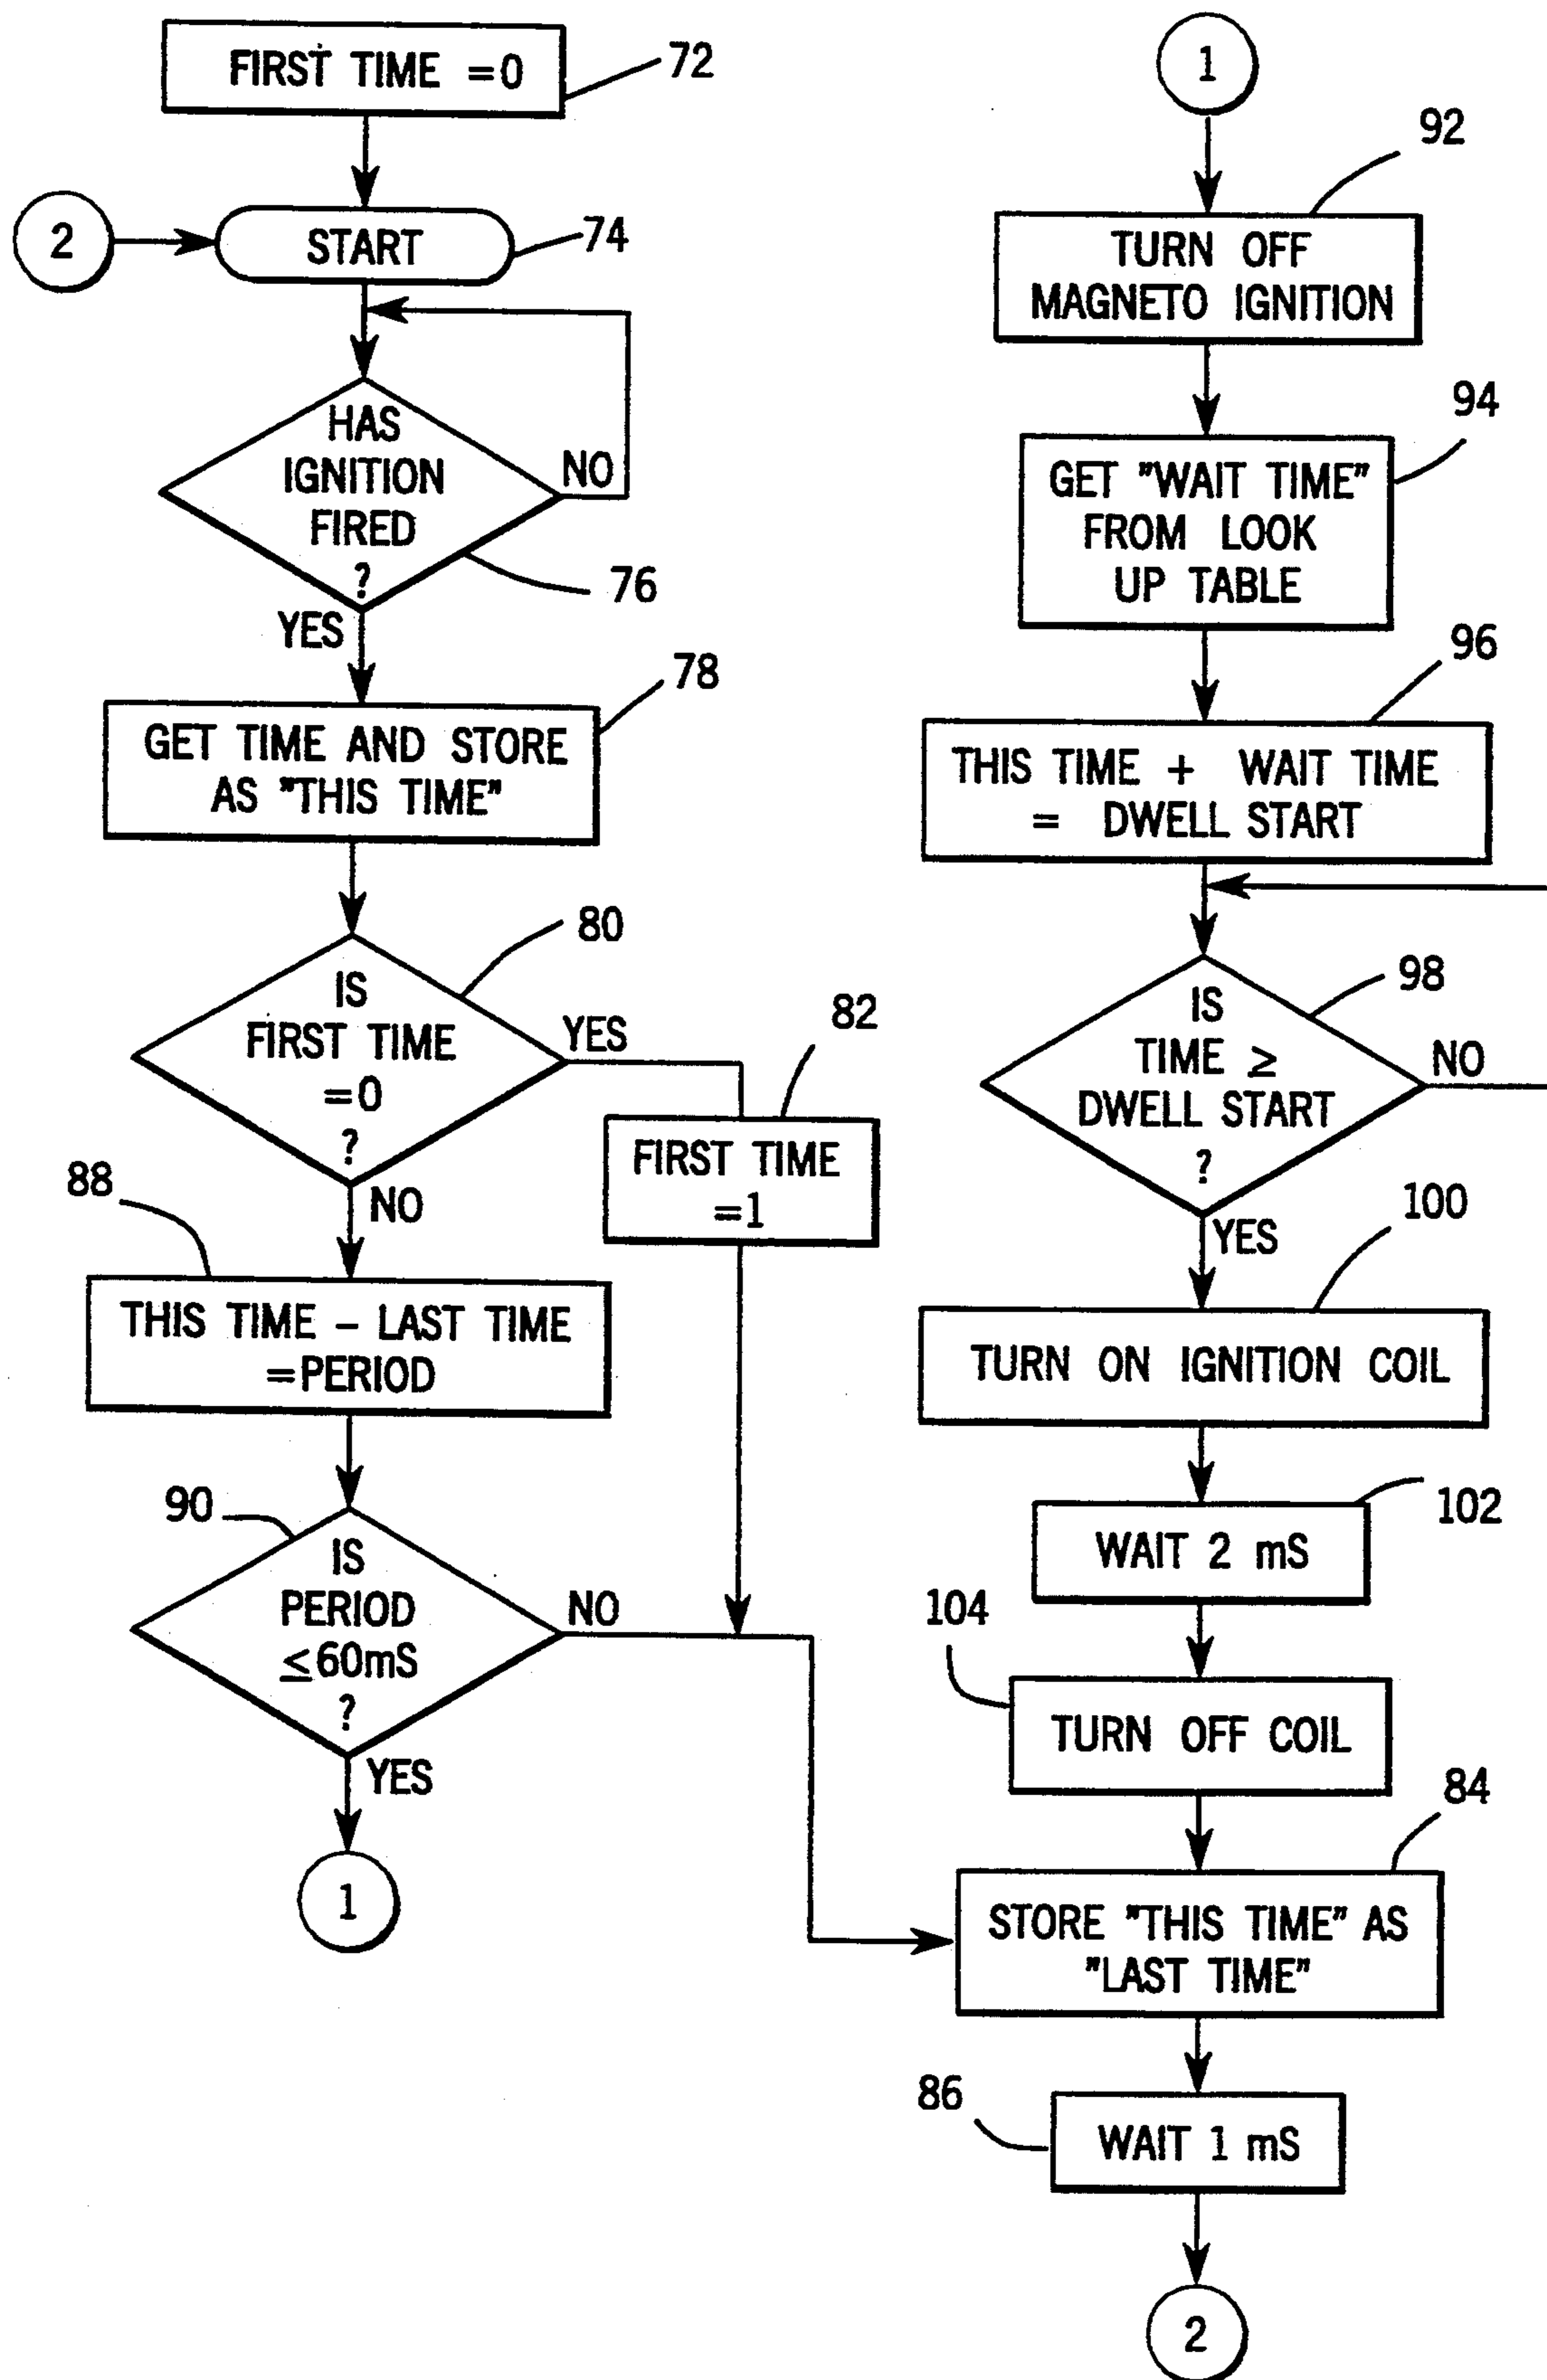 FIRST TIME =0
72
2
START
74
HAS
IGNITION
FIRED
?
NO
76
YES
78
GET TIME AND STORE
AS "THIS TIME"
80
IS
FIRST TIME
=0
?
YES
82
FIRST TIME
=1
88
NO
THIS TIME – LAST TIME
=PERIOD
90
IS
PERIOD
≤60mS
?
NO
YES
1
1
92
TURN OFF
MAGNETO IGNITION
94
GET "WAIT TIME"
FROM LOOK
UP TABLE
96
THIS TIME + WAIT TIME
= DWELL START
98
IS
TIME ≥
DWELL START
?
NO
YES
100
TURN ON IGNITION COIL
102
WAIT 2 mS
104
TURN OFF COIL
84
STORE "THIS TIME" AS
"LAST TIME"
86
WAIT 1 mS
2